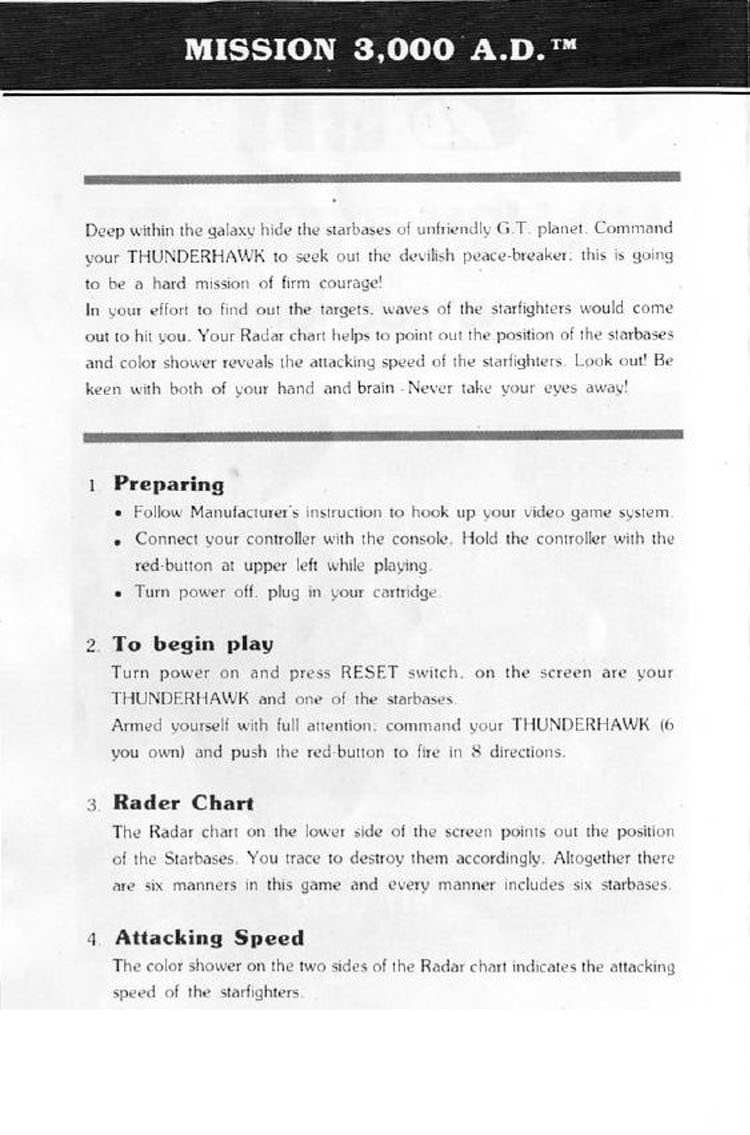 MISSION 3,000 A.D.™
Deep within the galaxy hide the starbases of unfriendly G.T. planet. Command
your THUNDERHAWK to seek out the devilish peace-breaker; this is going
to be a hard mission of firm courage!
In your effort to find out the targets, waves of the starfighters would come
out to hit you. Your Radar chart helps to point out the position of the starbases
and color shower reveals the attacking speed of the starfighters. Look out! Be
keen with both of your hand and brain - Never take your eyes away!
1. Preparing
• Follow Manufacturer's instruction to hook up your video game system.
• Connect your controller with the console. Hold the controller with the
red-button at upper left while playing.
• Turn power off, plug in your cartridge.
2. To begin play
Turn power on and press RESET switch, on the screen are your
THUNDERHAWK and one of the starbases.
Armed yourself with full attention; command your THUNDERHAWK (6
you own) and push the red-button to fire in 8 directions.
3. Rader Chart
The Radar chart on the lower side of the screen points out the position
of the Starbases. You trace to destroy them accordingly. Altogether there
are six manners in this game and every manner includes six starbases.
4. Attacking Speed
The color shower on the two sides of the Radar chart indicates the attacking
speed of the starfighters.